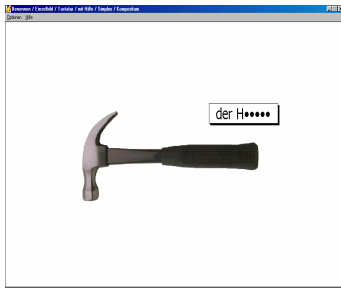 Benennen / Einzelbild / Tastatur / mit Hilfe / Simplex / Kompositum
Optionen Hilfe
der H•••••